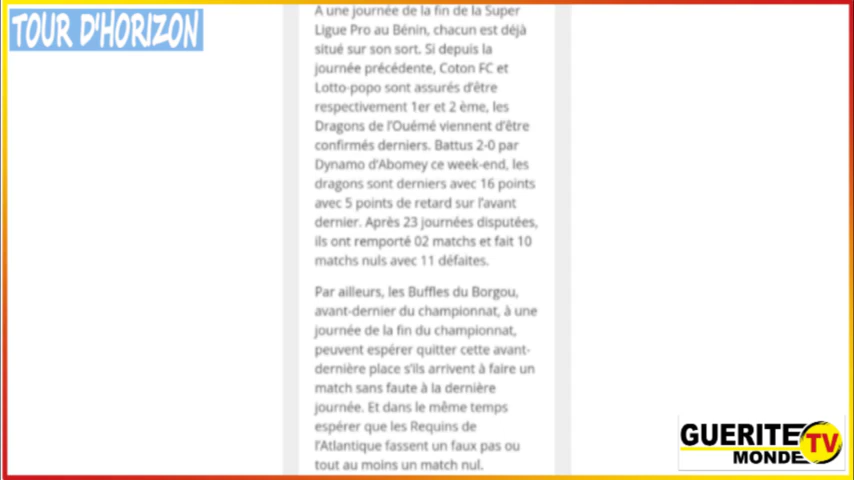 TOUR D'HORIZON
A une journée de la fin de la Super
Ligue Pro au Bénin, chacun est déjà
situé sur son sort. Si depuis la
journée précédente, Coton FC et
Lotto-popo sont assurés d'être
respectivement 1er et 2 ème, les
Dragons de l'Ouémé viennent d'être
confirmés derniers. Battus 2-0 par
Dynamo d'Abomey ce week-end, les
dragons sont derniers avec 16 points
avec 5 points de retard sur l'avant
dernier. Après 23 journées disputées,
ils ont remporté 02 matchs et fait 10
matchs nuls avec 11 défaites.
Par ailleurs, les Buffles du Borgou,
avant-dernier du championnat, à une
journée de la fin du championnat,
peuvent espérer quitter cette avant-
dernière place s'ils arrivent à faire un
match sans faute à la dernière
journée. Et dans le même temps
espérer que les Requins de
l'Atlantique fassent un faux pas ou
tout au moins un match nul.
GUERITE TV
MONDE